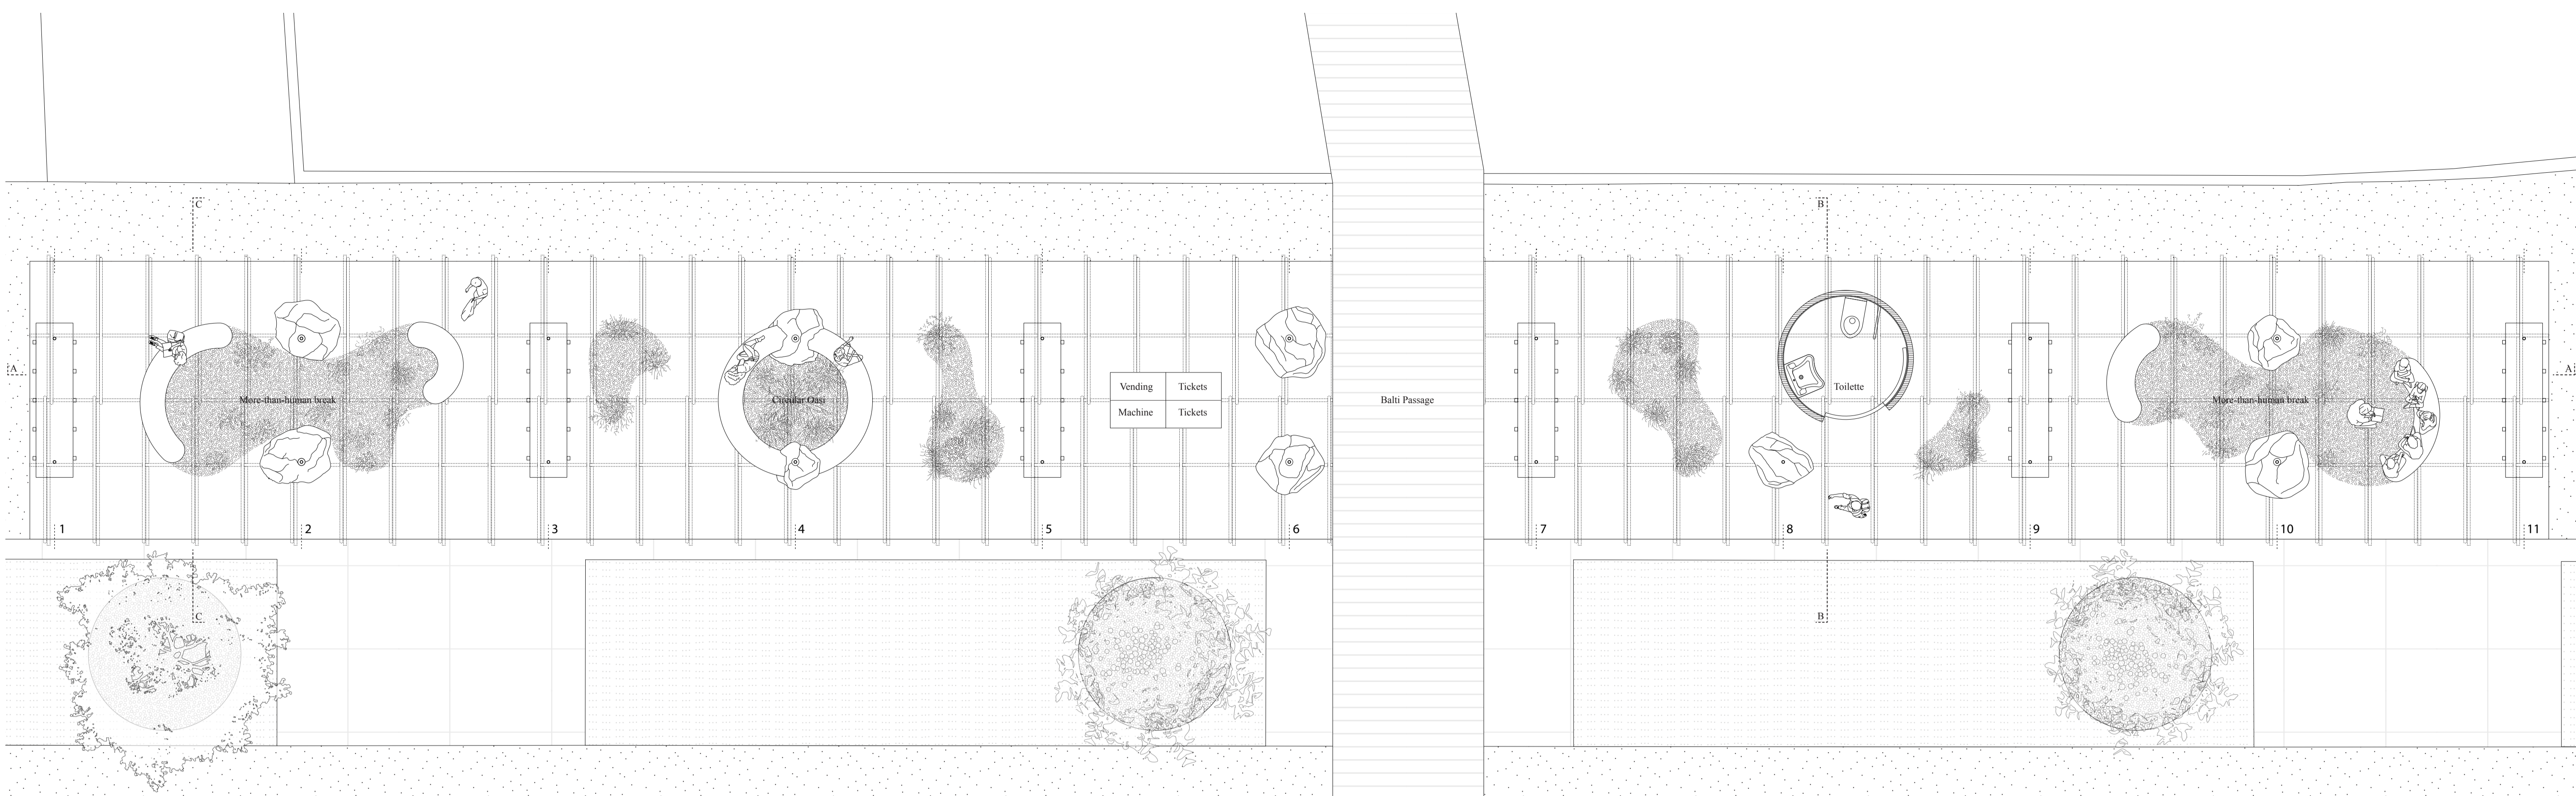 C
B
A
A
Vending
Tickets
Machine
Tickets
Toilette
More-than-human break
Circular Oasi
Balti Passage
More-than-human break
1
2
3
4
5
6
7
8
9
10
11
C
B